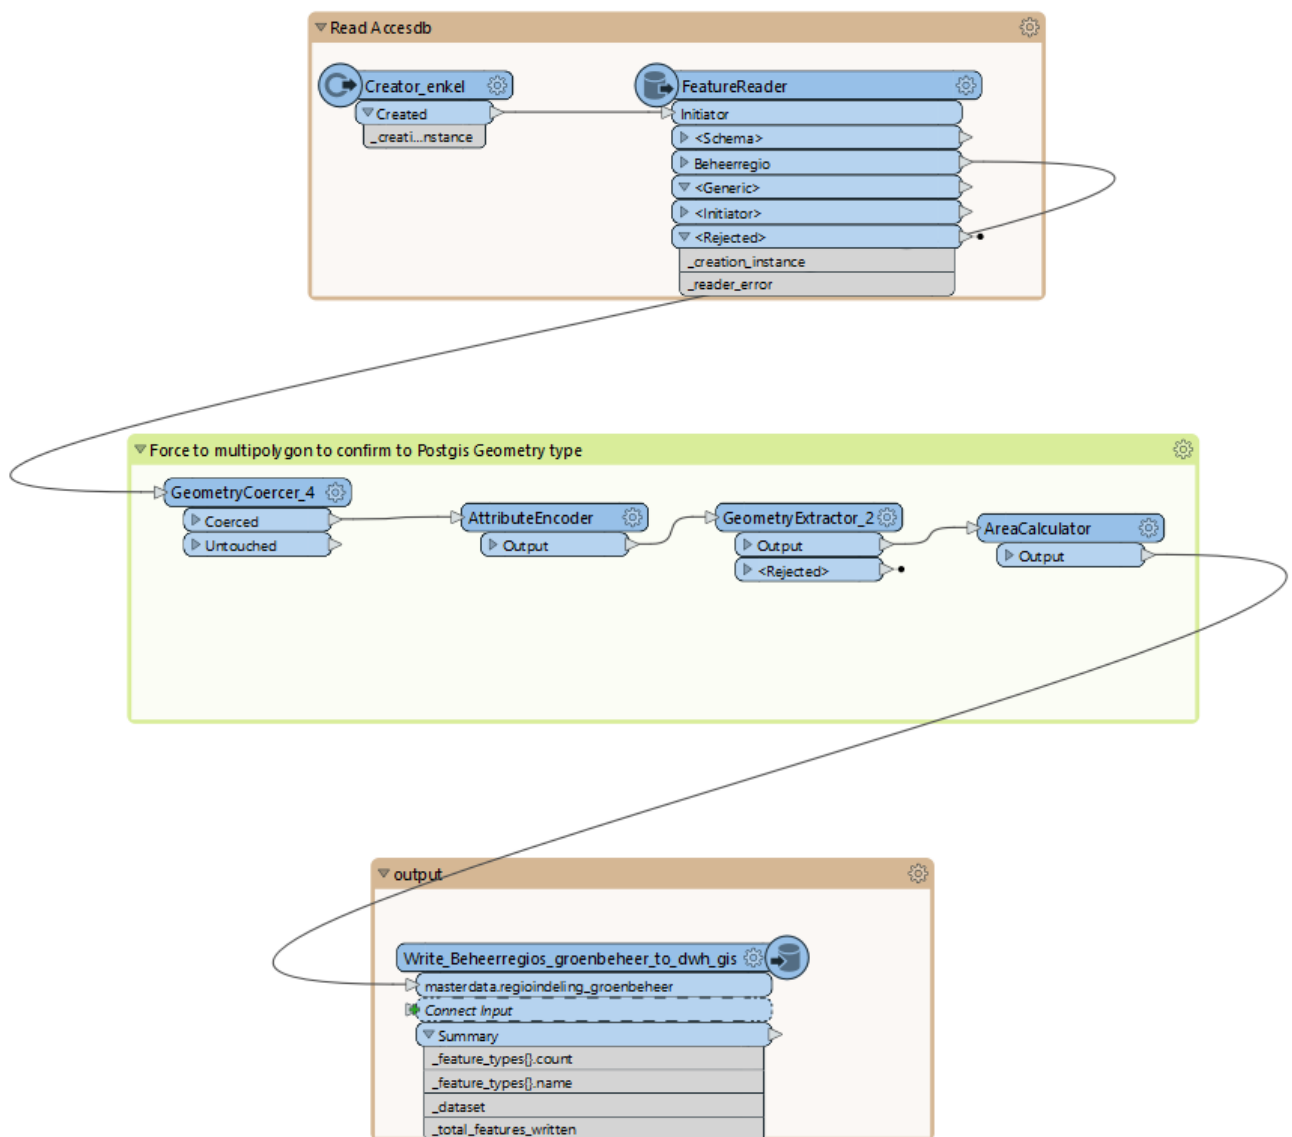 Read Accesdb
Creator_enkel
Created
_creati...nstance
FeatureReader
Initiator
<Schema>
Beheerregio
<Generic>
<Initiator>
<Rejected>
_creation_instance
_reader_error
Force to multipolygon to confirm to Postgis Geometry type
GeometryCoercer_4
Coerced
Untouched
AttributeEncoder
Output
GeometryExtractor_2
Output
<Rejected>
AreaCalculator
Output
output
Write_Beheerregios_groenbeheer_to_dwh_gis
masterdata.regioindeling_groenbeheer
Connect Input
Summary
_feature_types{}.count
_feature_types{}.name
_dataset
_total_features_written